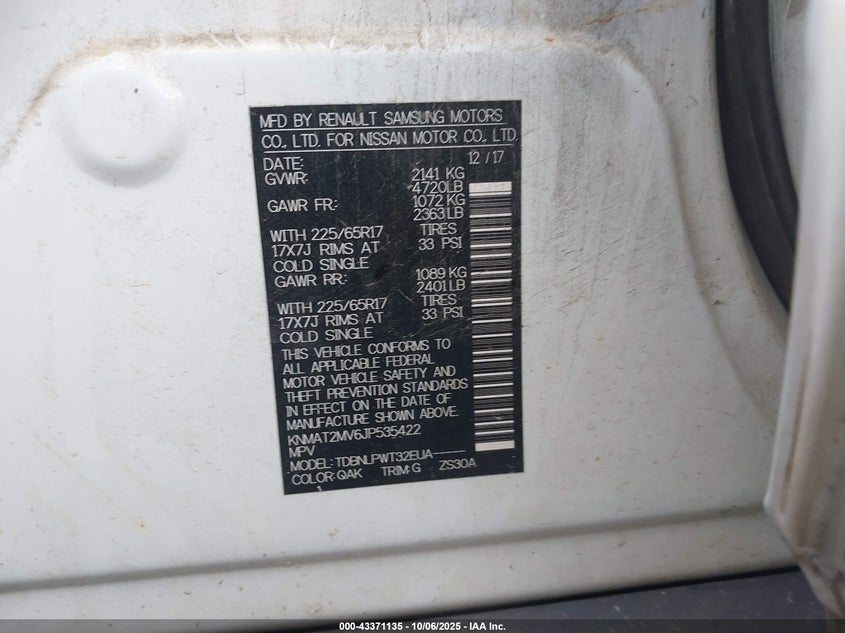 MFD BY RENAULT SAMSUNG MOTORS
CO., LTD. FOR NISSAN MOTOR CO., LTD.
DATE: 12 / 17
GVWR: 2141 KG
4720LB
GAWR FR: 1072 KG
2363LB
WITH 225/65R17 TIRES
17X7J RIMS AT 33 PSI
COLD SINGLE
GAWR RR: 1089 KG
2401LB
WITH 225/65R17 TIRES
17X7J RIMS AT 33 PSI
COLD SINGLE
THIS VEHICLE CONFORMS TO
ALL APPLICABLE FEDERAL
MOTOR VEHICLE SAFETY AND
THEFT PREVENTION STANDARDS
IN EFFECT ON THE DATE OF
MANUFACTURE SHOWN ABOVE.
KNMAT2MV6JP535422
MPV
MODEL: TDBNLPWT32EUA-----
COLOR:QAK TRIM:G ZS30A
000-43371135 - 10/06/2025 - IAA Inc.